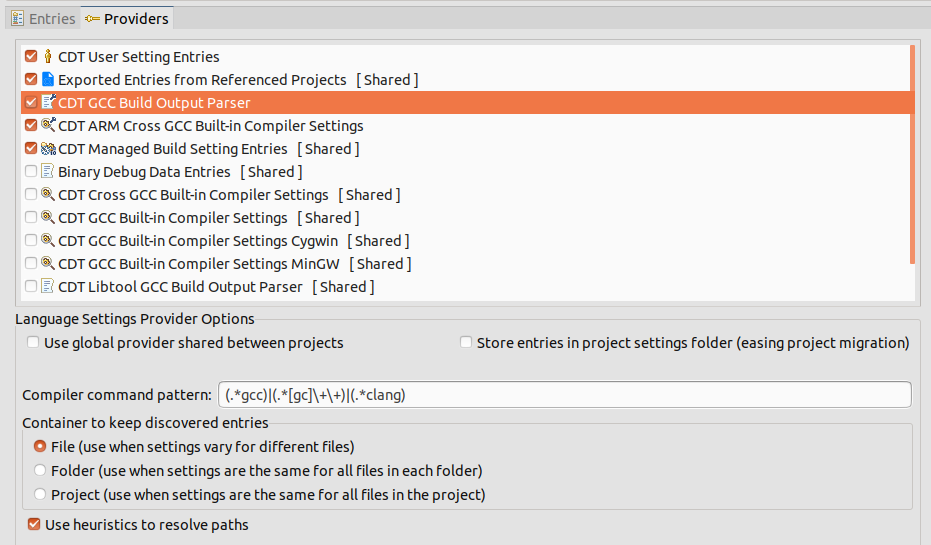 Entries Providers
CDT User Setting Entries
Exported Entries from Referenced Projects [ Shared ]
CDT GCC Build Output Parser
CDT ARM Cross GCC Built-in Compiler Settings
CDT Managed Build Setting Entries [ Shared ]
Binary Debug Data Entries [ Shared ]
CDT Cross GCC Built-in Compiler Settings [ Shared ]
CDT GCC Built-in Compiler Settings [ Shared ]
CDT GCC Built-in Compiler Settings Cygwin [ Shared ]
CDT GCC Built-in Compiler Settings MinGW [ Shared ]
CDT Libtool GCC Build Output Parser [ Shared ]
Language Settings Provider Options
Use global provider shared between projects Store entries in project settings folder (easing project migration)
Compiler command pattern: (.*gcc)|(.*[gc]\+\+)|(.*clang)
Container to keep discovered entries
File (use when settings vary for different files)
Folder (use when settings are the same for all files in each folder)
Project (use when settings are the same for all files in the project)
Use heuristics to resolve paths